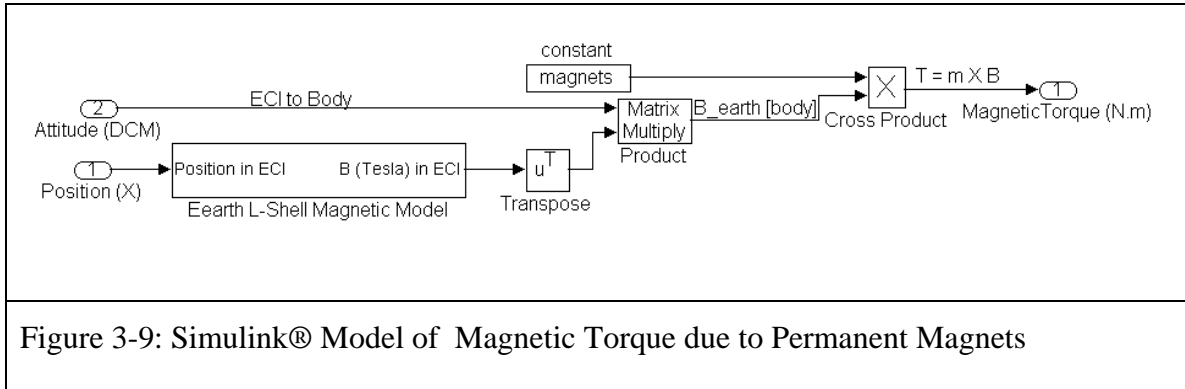 constant
magnets
X
T = m X B
1
MagneticTorque (N.m)
Cross Product
ECI to Body
2
Attitude (DCM)
Matrix
Multiply
Product
B_earth [body]
1
Position (X)
Position in ECI
B (Tesla) in ECI
Eearth L-Shell Magnetic Model
uT
Transpose
Figure 3-9: Simulink® Model of Magnetic Torque due to Permanent Magnets